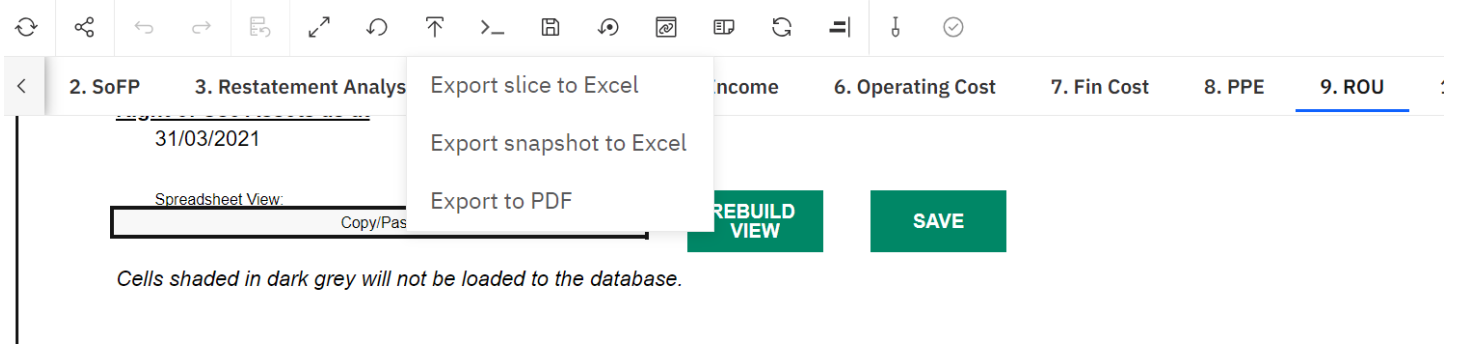 2. SoFP 3. Restatement Analys ncome 6. Operating Cost 7. Fin Cost 8. PPE 9. ROU
Export slice to Excel
Export snapshot to Excel
Export to PDF
31/03/2021
Spreadsheet View:
Copy/Pas
REBUILD
VIEW
SAVE
Cells shaded in dark grey will not be loaded to the database.